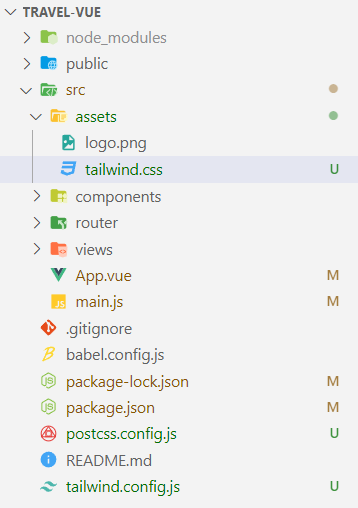 TRAVEL-VUE
node_modules
public
src
assets
logo.png
tailwind.css U
components
router
views
App.vue M
JS main.js M
.gitignore
babel.config.js
package-lock.json M
package.json M
postcss.config.js U
README.md
tailwind.config.js U